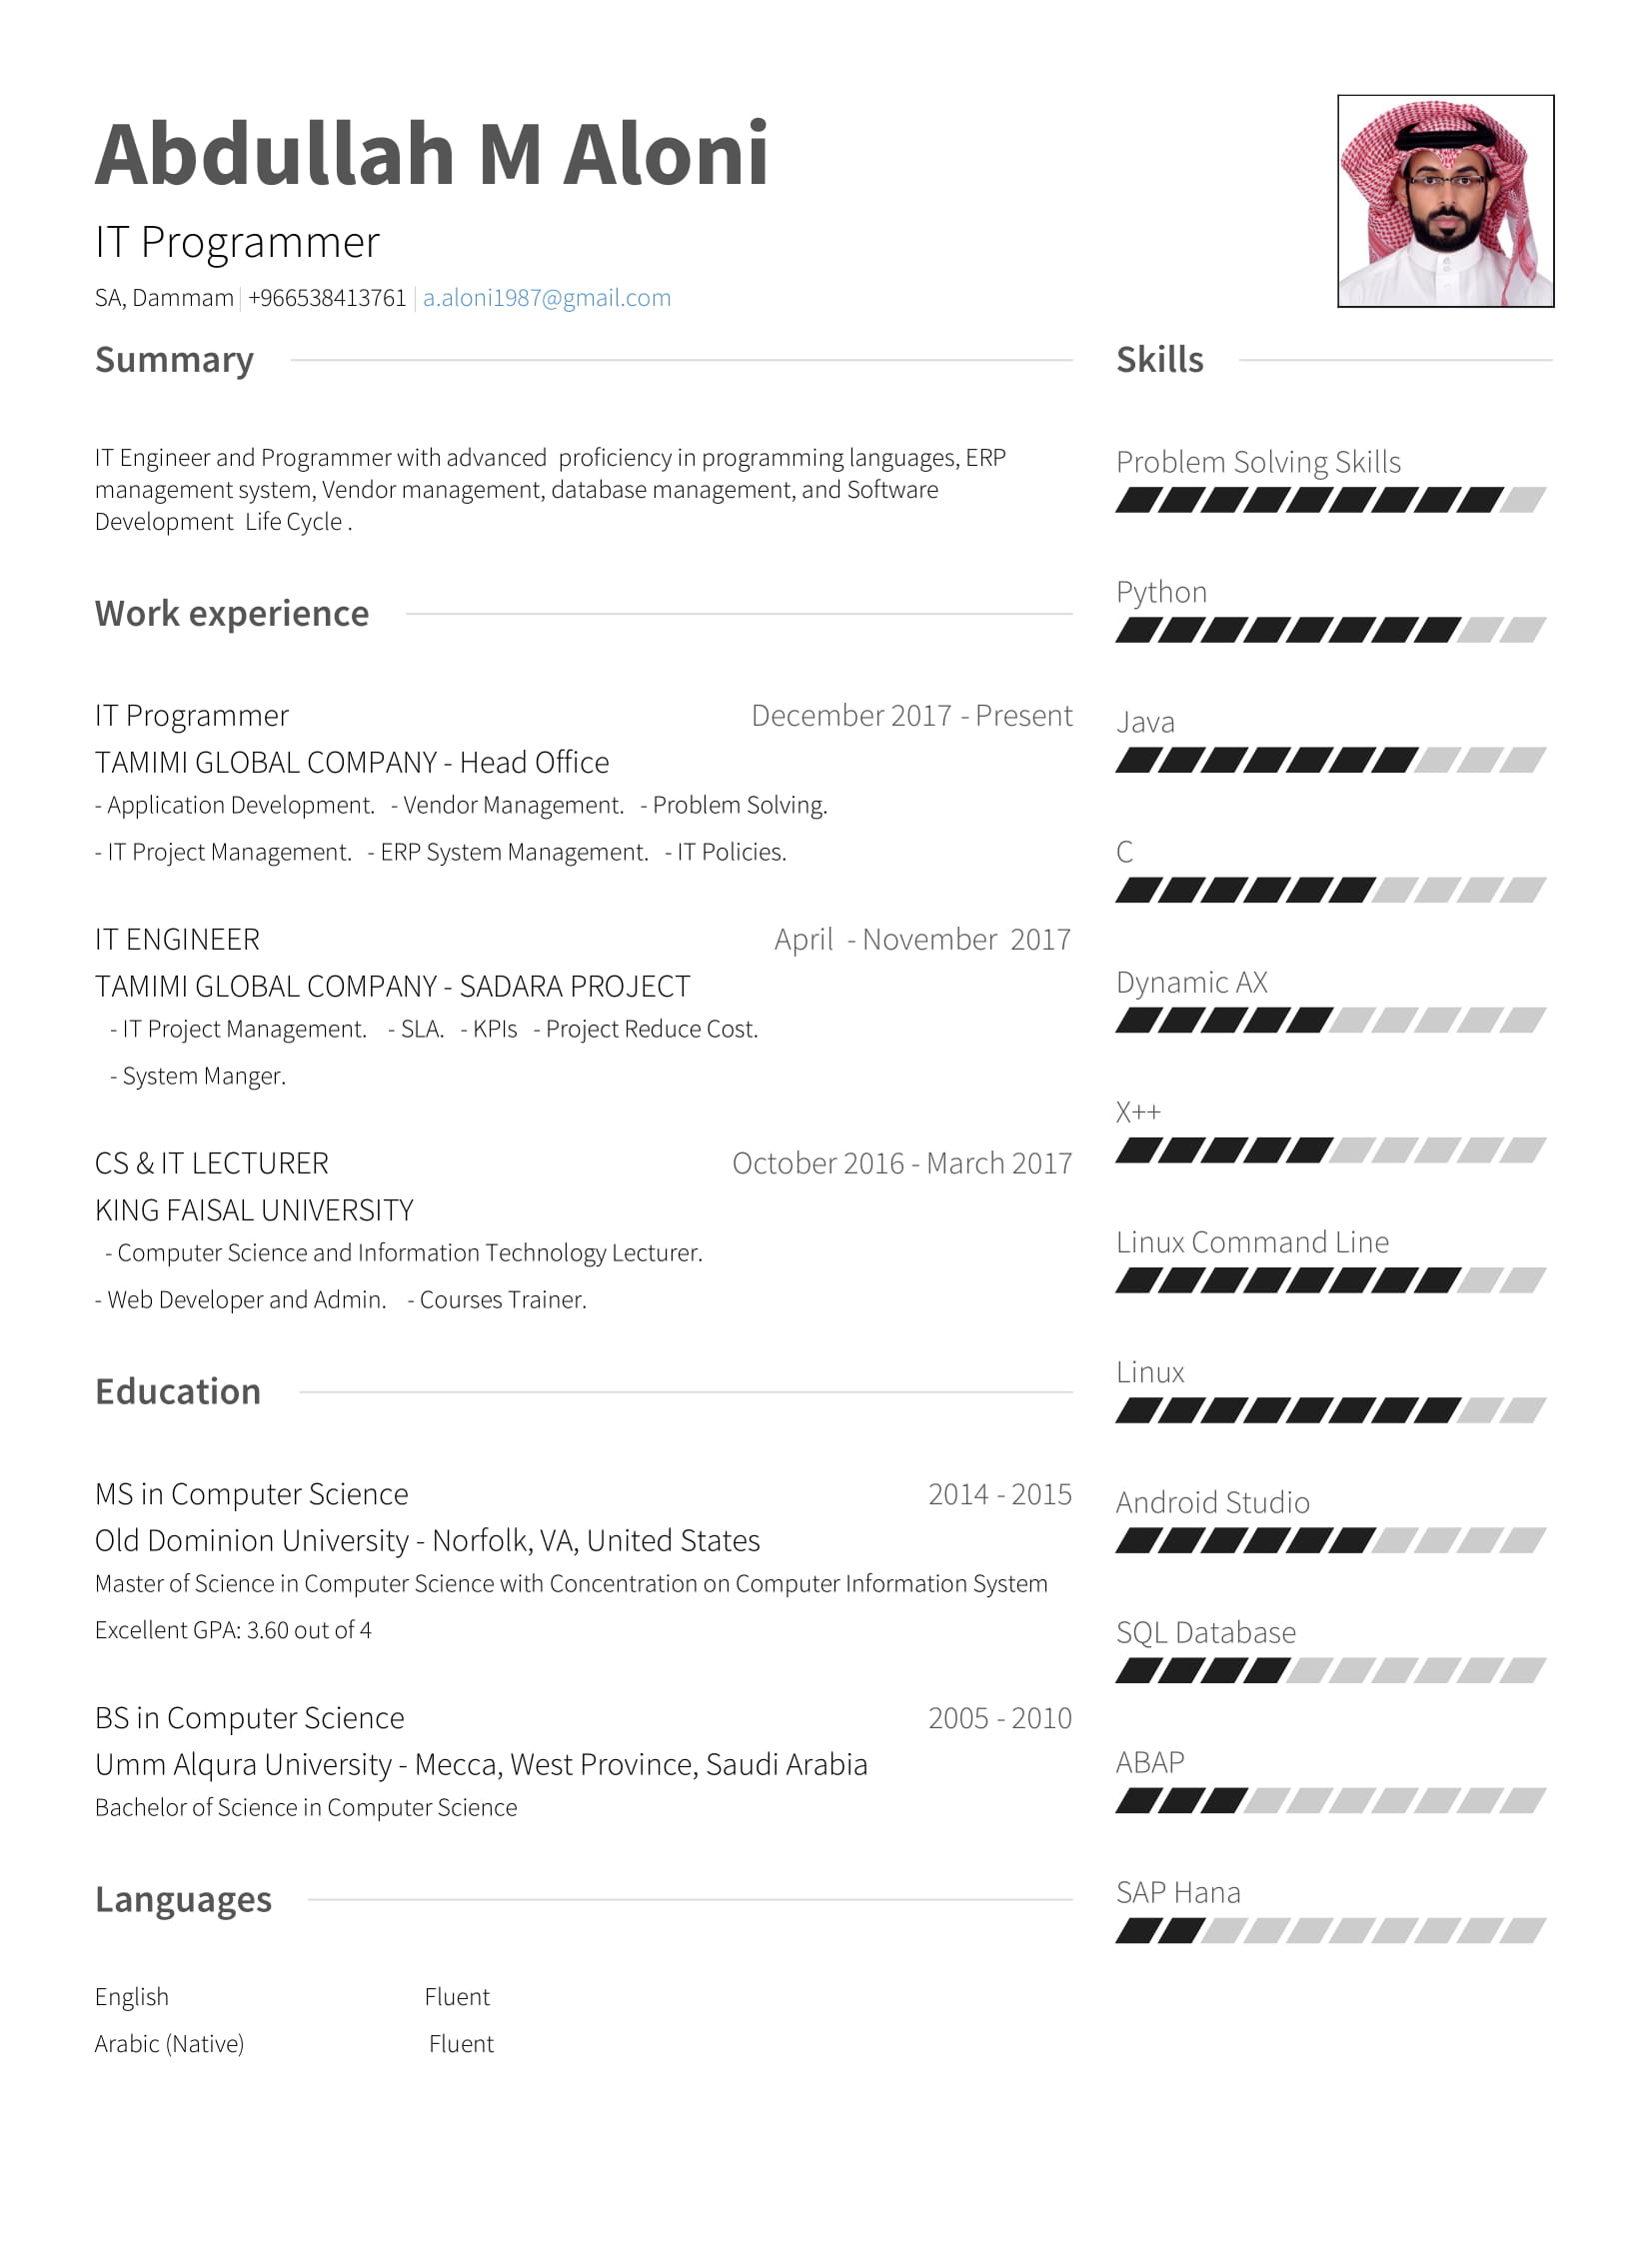 Abdullah M Aloni
IT Programmer
SA, Dammam | +966538413761 | a.aloni1987@gmail.com
Summary
IT Engineer and Programmer with advanced  proficiency in programming languages, ERP
management system, Vendor management, database management, and Software
Development  Life Cycle .
Work experience
IT Programmer December 2017 - Present
TAMIMI GLOBAL COMPANY - Head Office
- Application Development.   - Vendor Management.   - Problem Solving.
- IT Project Management.   - ERP System Management.   - IT Policies.
IT ENGINEER April  - November  2017
TAMIMI GLOBAL COMPANY - SADARA PROJECT
- IT Project Management.    - SLA.   - KPIs   - Project Reduce Cost.
- System Manger.
CS & IT LECTURER October 2016 - March 2017
KING FAISAL UNIVERSITY
- Computer Science and Information Technology Lecturer.
- Web Developer and Admin.    - Courses Trainer.
Education
MS in Computer Science 2014 - 2015
Old Dominion University - Norfolk, VA, United States
Master of Science in Computer Science with Concentration on Computer Information System
Excellent GPA: 3.60 out of 4
BS in Computer Science 2005 - 2010
Umm Alqura University - Mecca, West Province, Saudi Arabia
Bachelor of Science in Computer Science
Languages
English Fluent
Arabic (Native) Fluent
Skills
Problem Solving Skills
Python
Java
C
Dynamic AX
X++
Linux Command Line
Linux
Android Studio
SQL Database
ABAP
SAP Hana